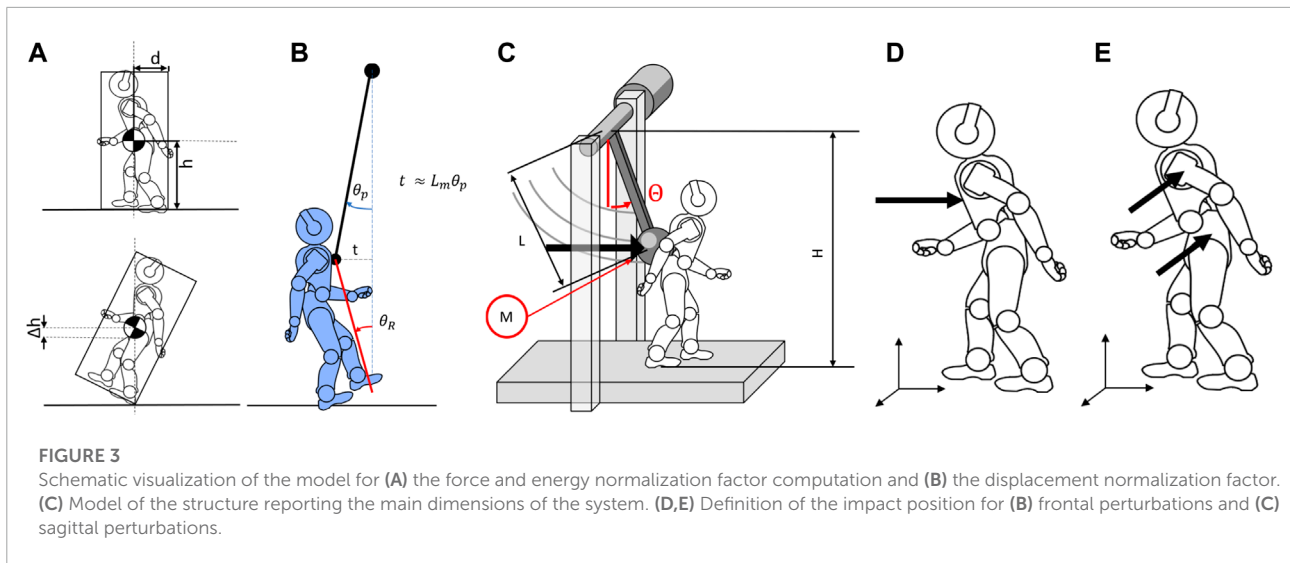 A
B
C
D
E
d
h
Δh
θp
t ≈ Lmθp
t
θR
L
Θ
H
M
FIGURE 3
Schematic visualization of the model for (A) the force and energy normalization factor computation and (B) the displacement normalization factor.
(C) Model of the structure reporting the main dimensions of the system. (D,E) Definition of the impact position for (B) frontal perturbations and (C)
sagittal perturbations.